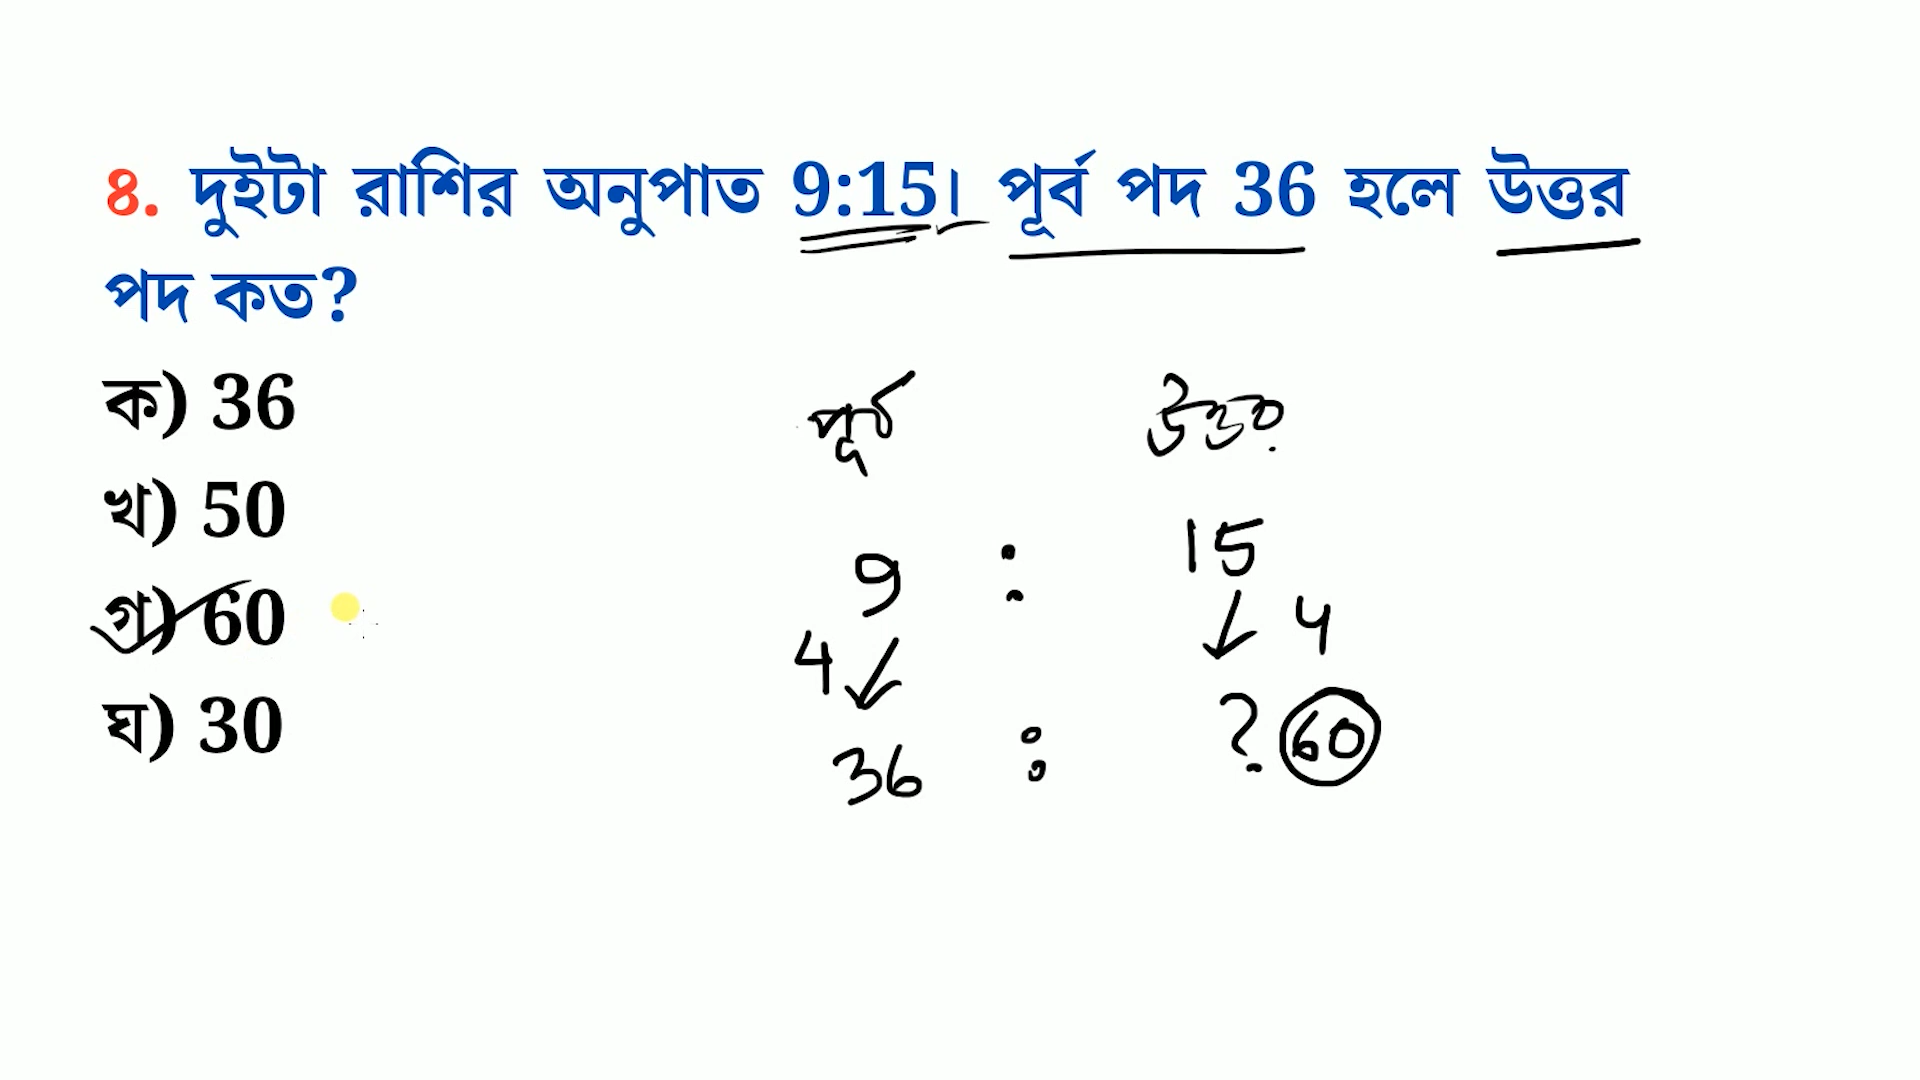 ৪. দুইটা রাশির অনুপাত 9:15। পূর্ব পদ 36 হলে উত্তর
পদ কত?
ক) 36
খ) 50
গ) 60
ঘ) 30
পূর্ব উত্তর
9 : 15
4 4
36 : ? 60